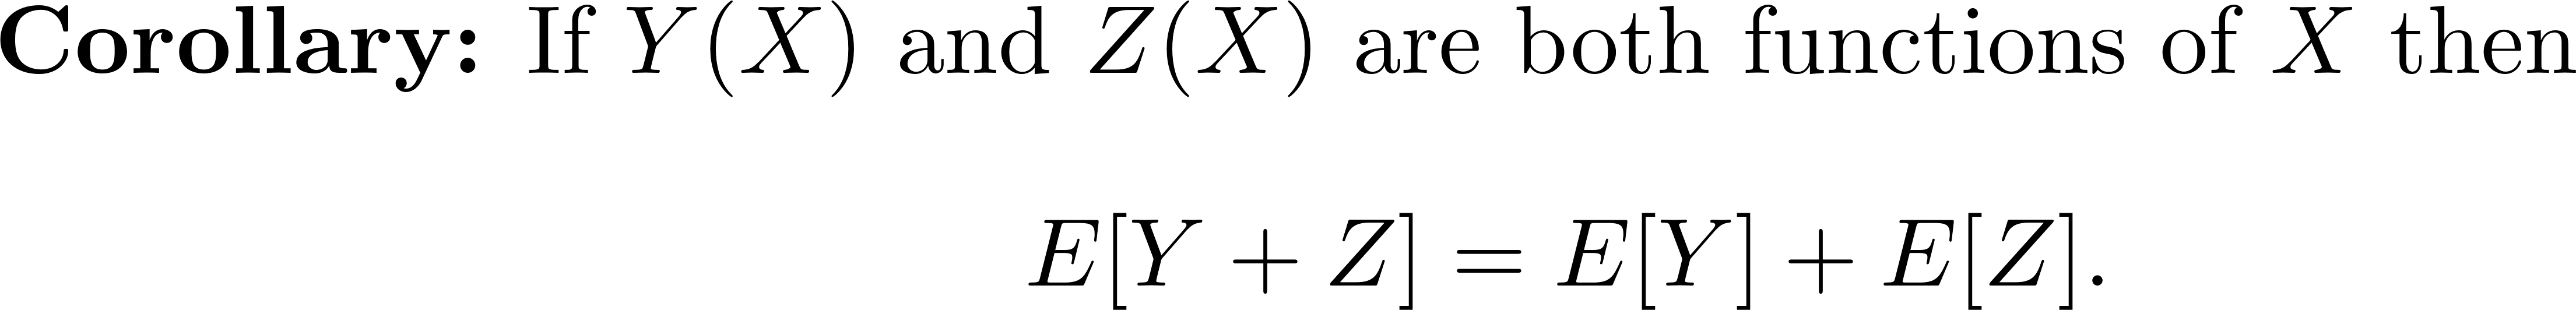 Corollary: If Y(X) and Z(X) are both functions of X then
E[Y + Z] = E[Y] + E[Z].